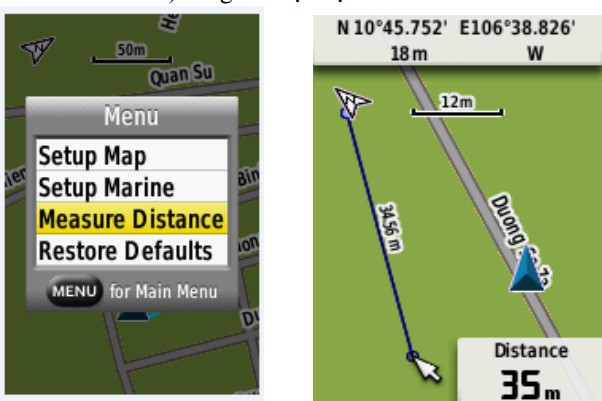 50m
Quan Su
Menu
Setup Map
Setup Marine
Measure Distance
Restore Defaults
MENU for Main Menu
N 10°45.752' E106°38.826'
18m W
N
12m
34.56 m
Duong
Distance
35m